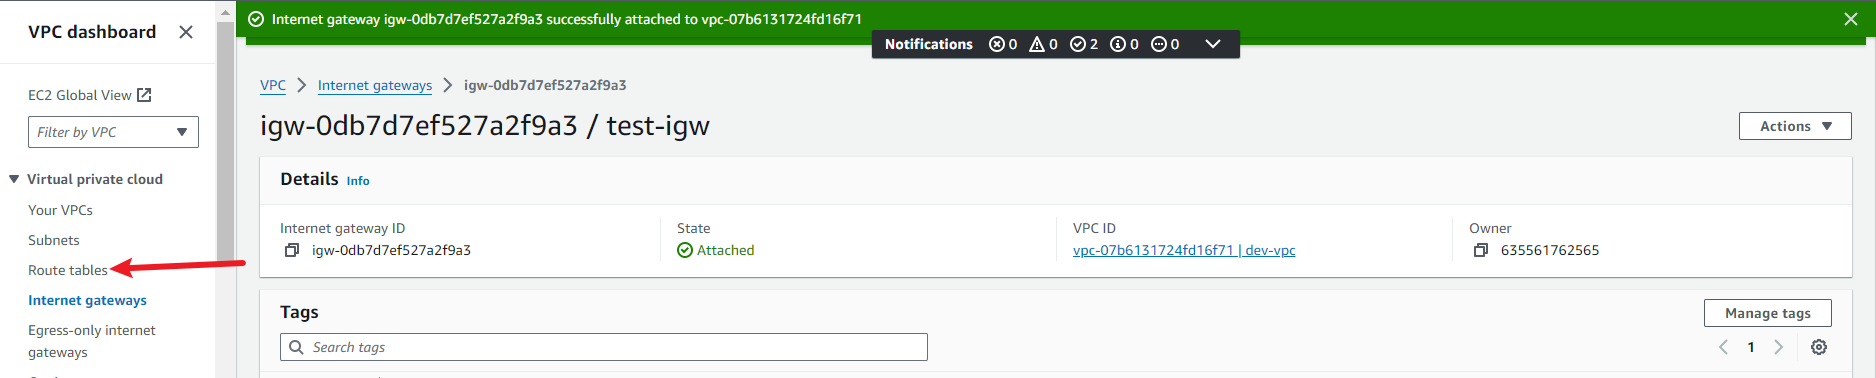 VPC dashboard
EC2 Global View
Filter by VPC
Virtual private cloud
Your VPCs
Subnets
Route tables
Internet gateways
Egress-only internet
gateways
Internet gateway igw-0db7d7ef527a2f9a3 successfully attached to vpc-07b6131724fd16f71
Notifications 0 0 2 0 0
VPC Internet gateways igw-0db7d7ef527a2f9a3
igw-0db7d7ef527a2f9a3 / test-igw
Actions
Details Info
Internet gateway ID
igw-0db7d7ef527a2f9a3
State
Attached
VPC ID
vpc-07b6131724fd16f71 | dev-vpc
Owner
635561762565
Tags
Manage tags
Search tags
1